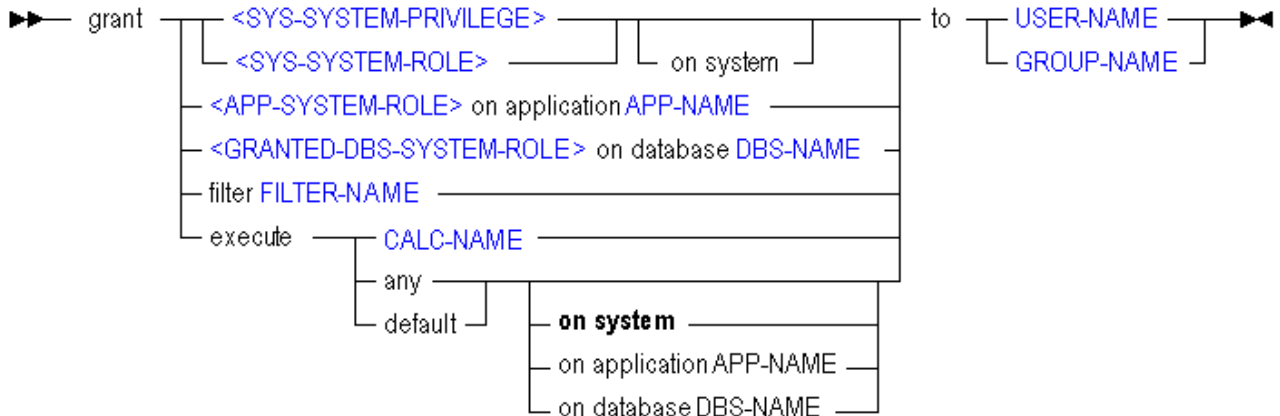 grant <SYS-SYSTEM-PRIVILEGE> to USER-NAME
<SYS-SYSTEM-ROLE> on system GROUP-NAME
<APP-SYSTEM-ROLE> on application APP-NAME
<GRANTED-DBS-SYSTEM-ROLE> on database DBS-NAME
filter FILTER-NAME
execute CALC-NAME
any
default on system
on application APP-NAME
on database DBS-NAME